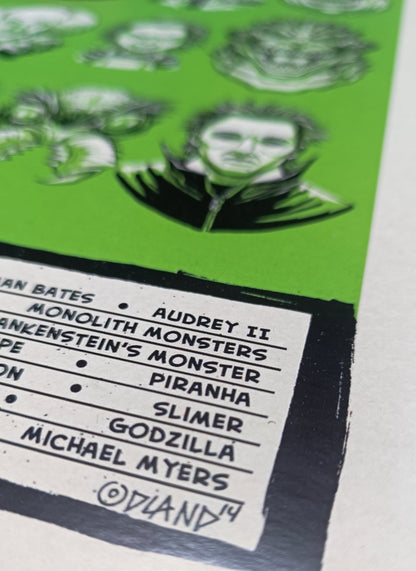 AN BATES • AUDREY II
MONOLITH MONSTERS
ANKENSTEIN'S MONSTER
PE • PIRANHA
ON • SLIMER
• GODZILLA
MICHAEL MYERS
©DLAND'14